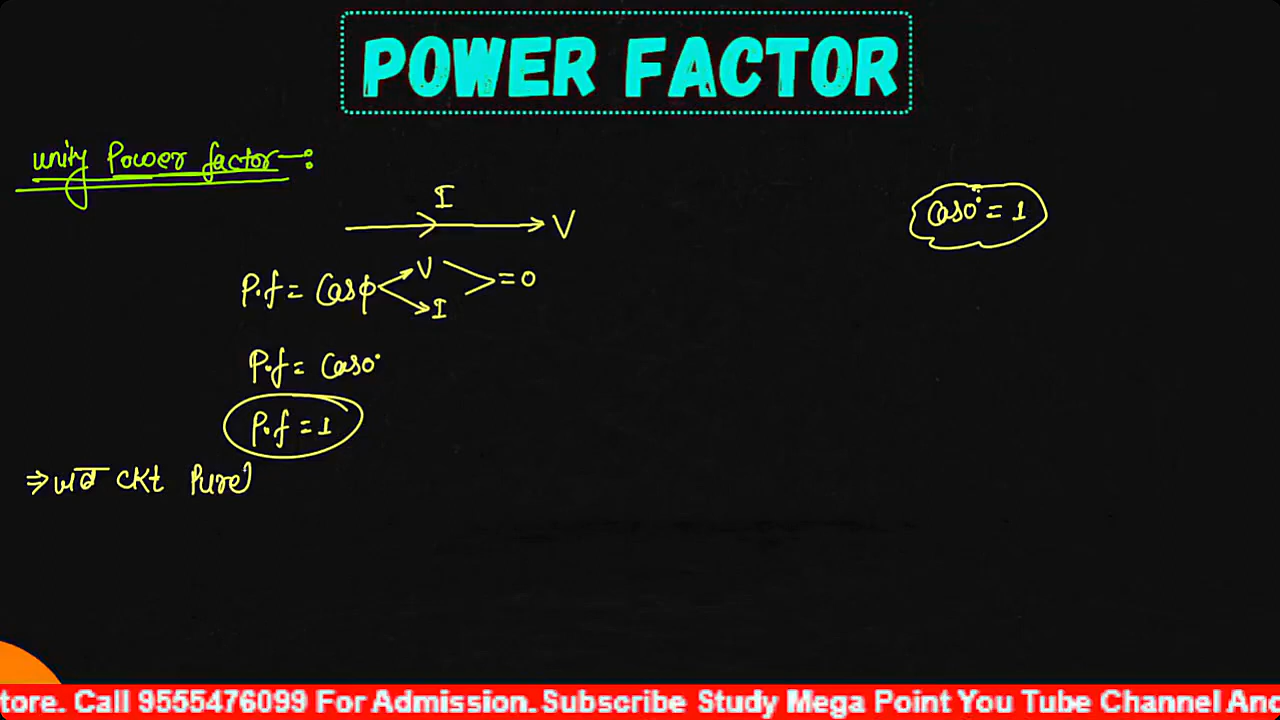 POWER FACTOR
Unity Power factor—:
I
V
Cos0° = 1
P.f = Cosφ V I = 0
P.f = Cos0°
P.f = 1
⇒ जब CKt Pure
tore. Call 9555476099 For Admission. Subscribe Study Mega Point You Tube Channel And